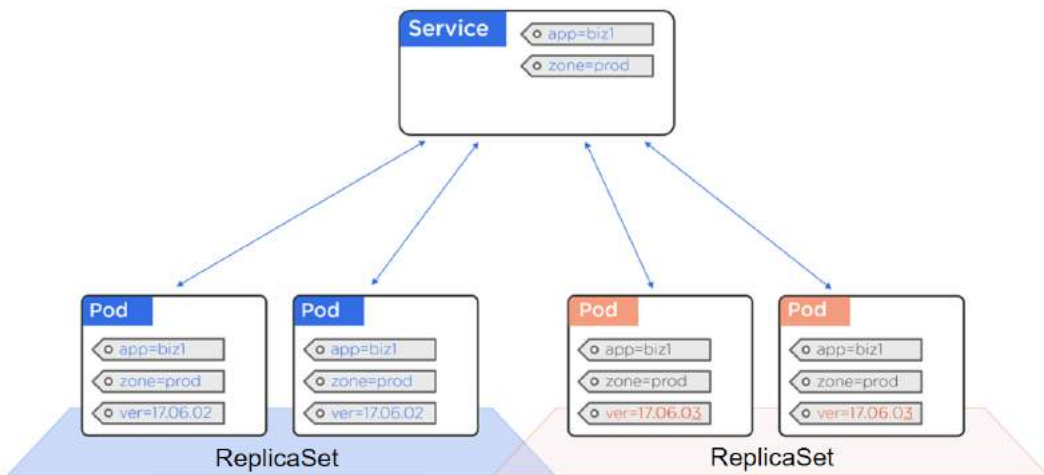 Service
app=biz1
zone=prod
Pod
app=biz1
zone=prod
ver=17.06.02
Pod
app=biz1
zone=prod
ver=17.06.02
ReplicaSet
Pod
app=biz1
zone=prod
ver=17.06.03
Pod
app=biz1
zone=prod
ver=17.06.03
ReplicaSet